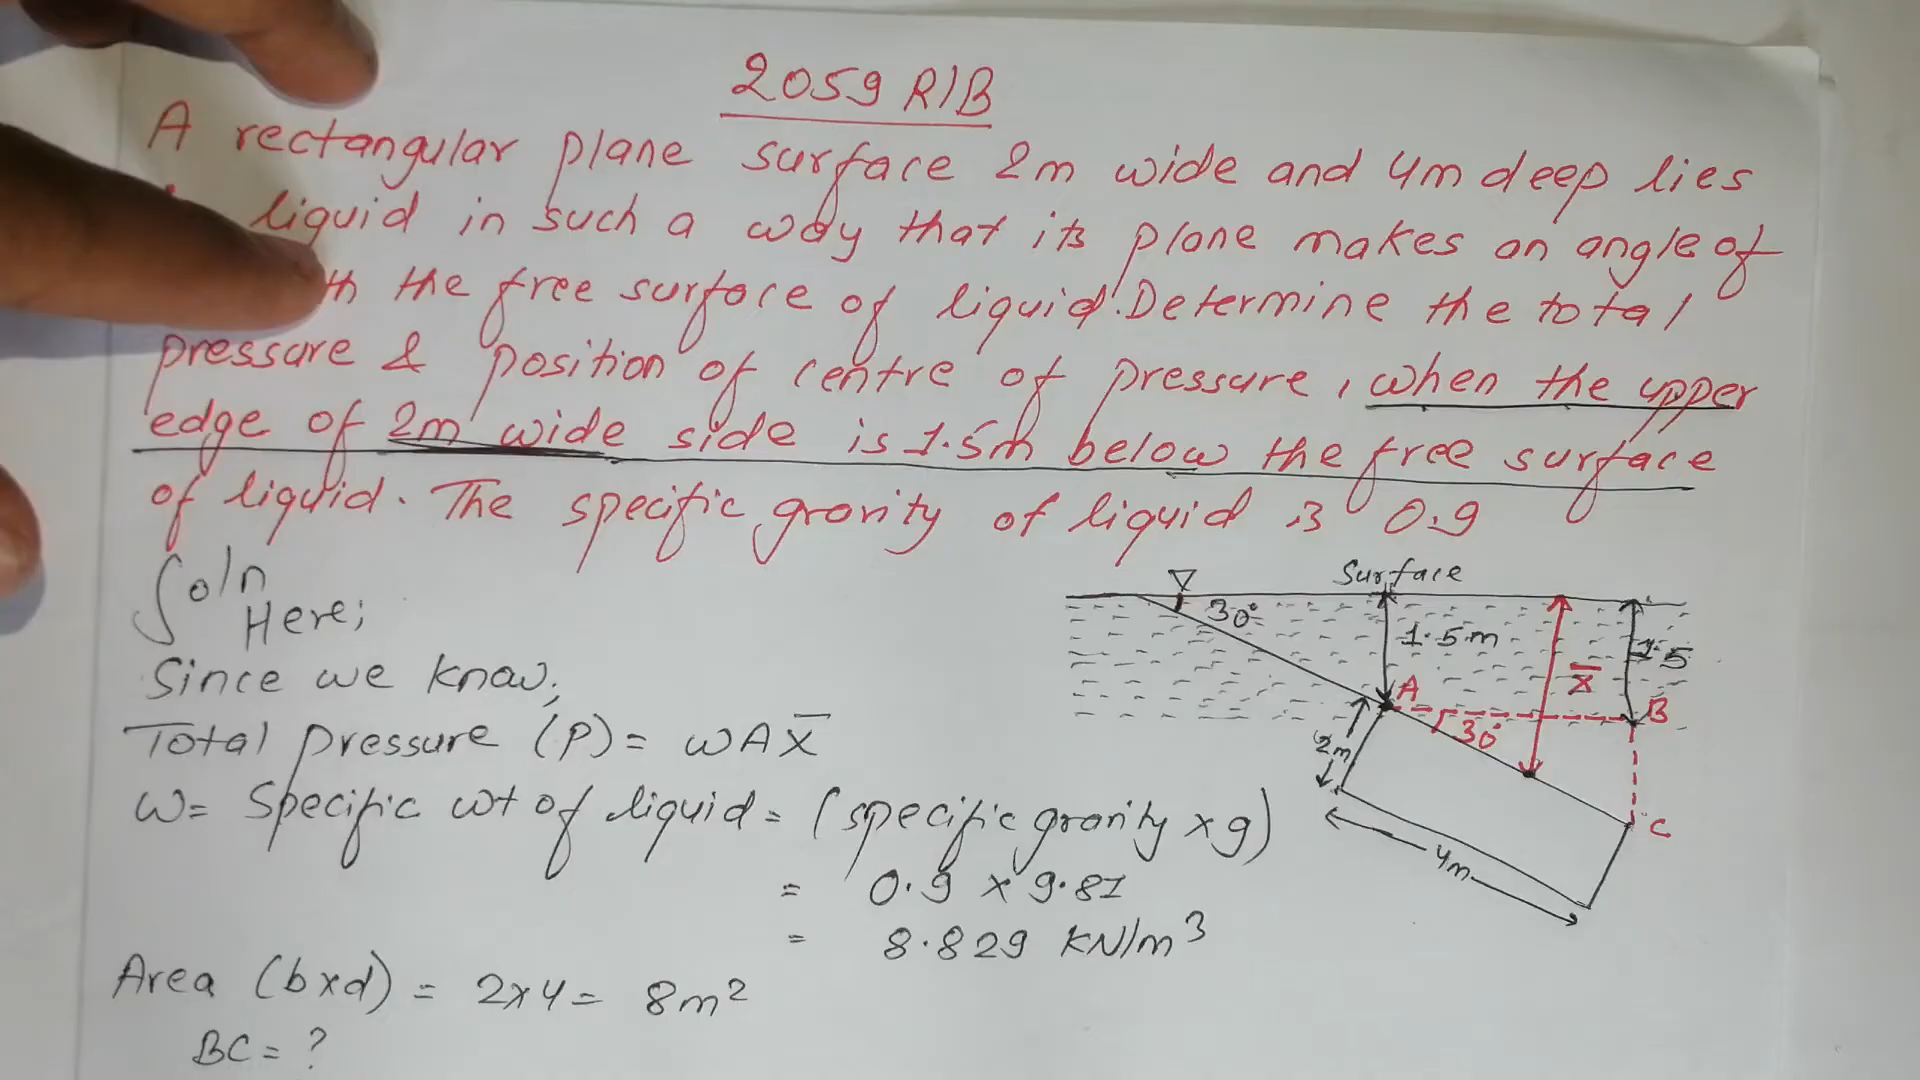 2059 R/B
A rectangular plane surface 2m wide and 4m deep lies
liquid in such a way that its plane makes an angle of
the free surface of liquid. Determine the total
pressure & position of centre of pressure, when the upper
edge of 2m wide side is 1.5m below the free surface
of liquid. The specific gravity of liquid is 0.9
Soln
Here;
Since we know;
Total pressure (P) = wAx̅
w = Specific wt of liquid = (specific gravity x g)
= 0.9 x 9.81
= 8.829 KN/m³
Area (bxd) = 2x4 = 8m²
BC = ?
Surface
30°
1.5m
1.5
x̅
A
B
30°
2m
C
4m